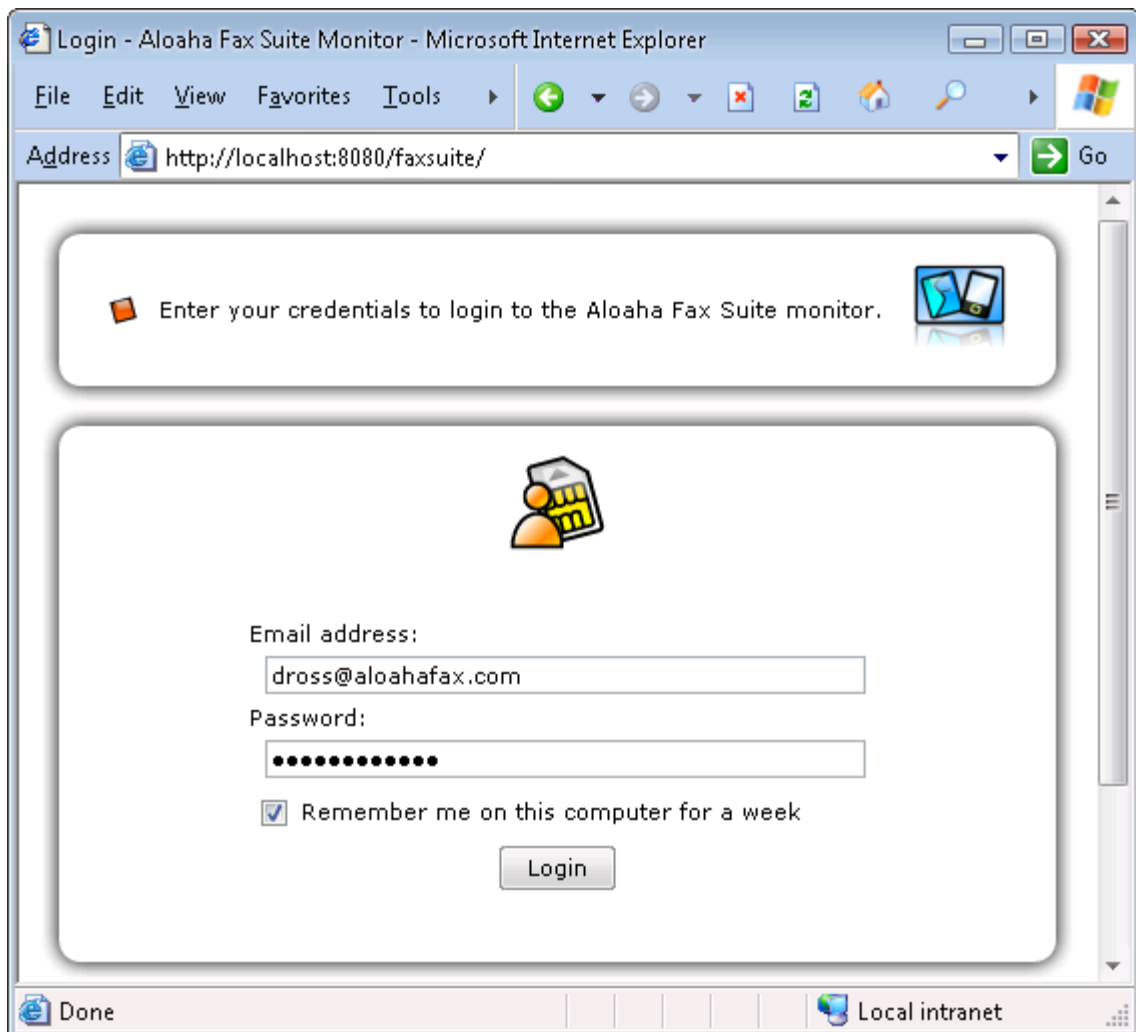 Login - Aloaha Fax Suite Monitor - Microsoft Internet Explorer
File Edit View Favorites Tools
Address http://localhost:8080/faxsuite/ Go
Enter your credentials to login to the Aloaha Fax Suite monitor.
Email address:
dross@aloahafax.com
Password:
●●●●●●●●●●●●
Remember me on this computer for a week
Login
Done Local intranet